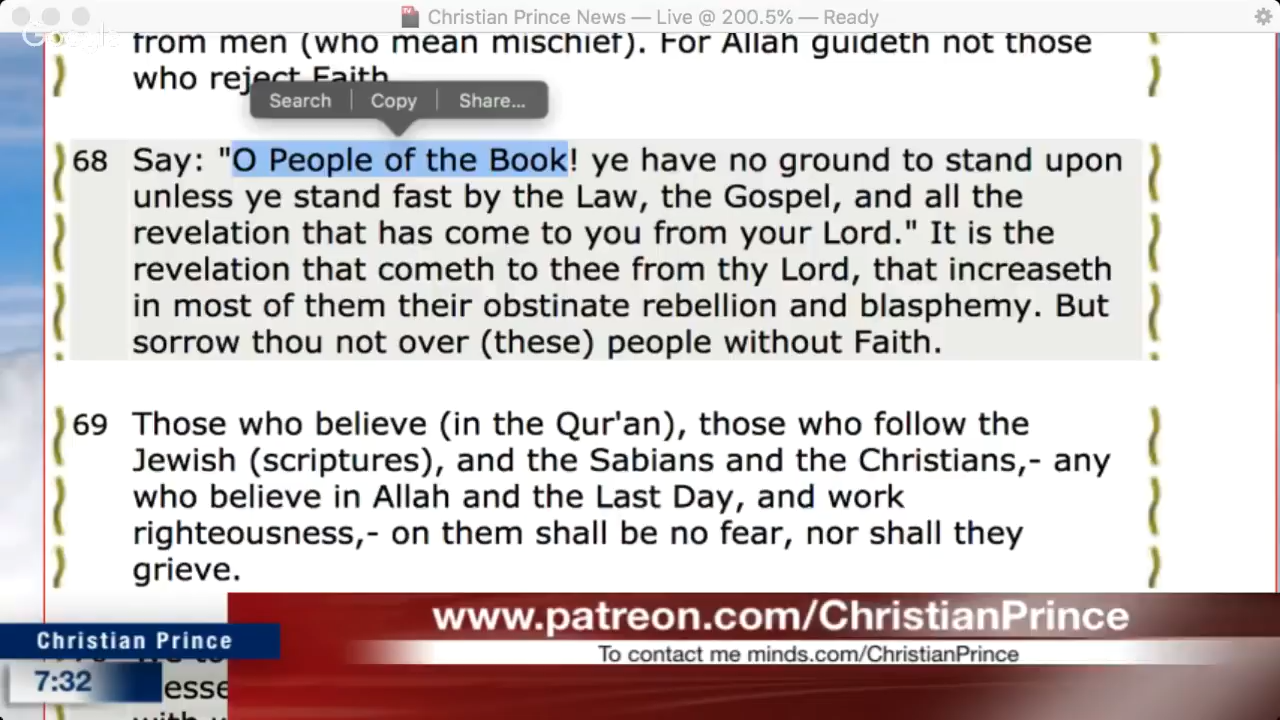 Christian Prince News — Live @ 200.5% — Ready
Google
from men (who mean mischief). For Allah guideth not those
who reject Faith.
Search Copy Share...
68 Say: "O People of the Book! ye have no ground to stand upon
unless ye stand fast by the Law, the Gospel, and all the
revelation that has come to you from your Lord." It is the
revelation that cometh to thee from thy Lord, that increaseth
in most of them their obstinate rebellion and blasphemy. But
sorrow thou not over (these) people without Faith.
69 Those who believe (in the Qur'an), those who follow the
Jewish (scriptures), and the Sabians and the Christians,- any
who believe in Allah and the Last Day, and work
righteousness,- on them shall be no fear, nor shall they
grieve.
www.patreon.com/ChristianPrince
Christian Prince
To contact me minds.com/ChristianPrince
7:32
esse